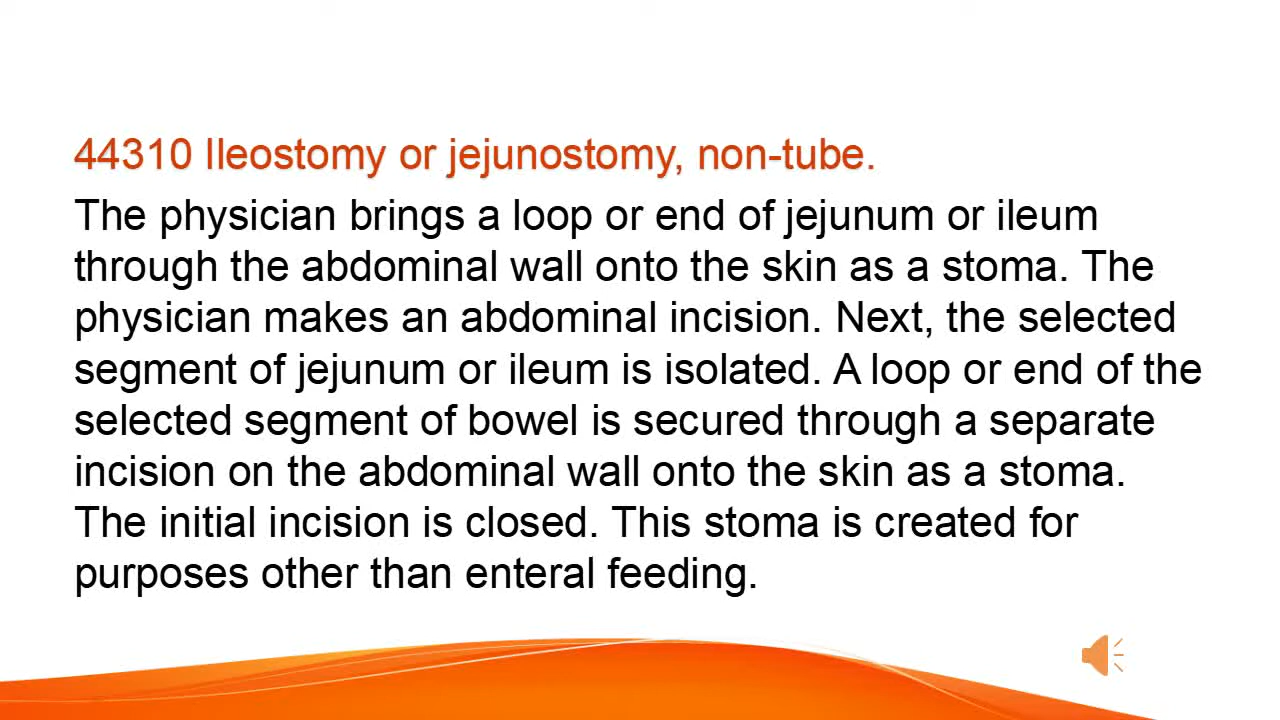 44310 Ileostomy or jejunostomy, non-tube.
The physician brings a loop or end of jejunum or ileum
through the abdominal wall onto the skin as a stoma. The
physician makes an abdominal incision. Next, the selected
segment of jejunum or ileum is isolated. A loop or end of the
selected segment of bowel is secured through a separate
incision on the abdominal wall onto the skin as a stoma.
The initial incision is closed. This stoma is created for
purposes other than enteral feeding.